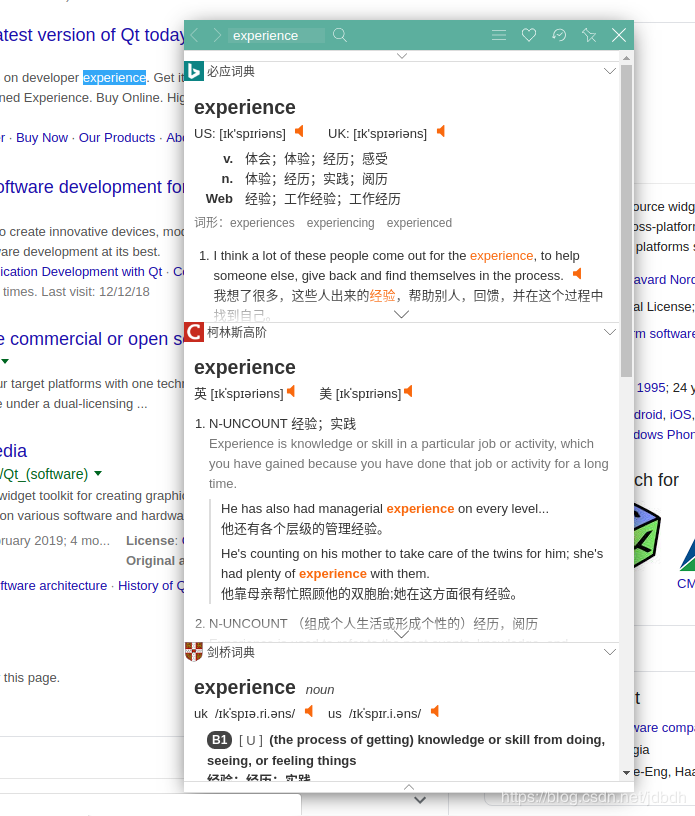 atest version of Qt today
on developer experience. Get it
ned Experience. Buy Online. Hig
r · Buy Now · Our Products · Abo
oftware development for
o create innovative devices, mod
ware development at its best.
ication Development with Qt · Co
times. Last visit: 12/12/18
e commercial or open s
ur target platforms with one techn
e under a dual-licensing ...
edia
/Qt_(software)
widget toolkit for creating graphic
on various software and hardwa
bruary 2019; 4 mo... License:
Original a
oftware architecture · History of Q
this page.
experience
必应词典
experience
US: [ɪk'spɪriəns] UK: [ɪk'spɪəriəns]
v. 体会；体验；经历；感受
n. 体验；经历；实践；阅历
Web 经验；工作经验；工作经历
词形: experiences experiencing experienced
1. I think a lot of these people come out for the experience, to help
someone else, give back and find themselves in the process.
我想了很多，这些人出来的经验，帮助别人，回馈，并在这个过程中
找到自己。
柯林斯高阶
experience
英 [ɪkˈspɪəriəns] 美 [ɪkˈspɪriəns]
1. N-UNCOUNT 经验；实践
Experience is knowledge or skill in a particular job or activity, which
you have gained because you have done that job or activity for a long
time.
He has also had managerial experience on every level...
他还有各个层级的管理经验。
He's counting on his mother to take care of the twins for him; she's
had plenty of experience with them.
他靠母亲帮忙照顾他的双胞胎;她在这方面很有经验。
2. N-UNCOUNT （组成个人生活或形成个性的）经历，阅历
剑桥词典
experience noun
uk /ɪkˈspɪə.ri.əns/ us /ɪkˈspɪr.i.əns/
B1 [ U ] (the process of getting) knowledge or skill from doing,
seeing, or feeling things
经验；经历；实践
ource widg
oss-platform
platforms s
avard Nord
al License;
rm software
1995; 24 y
droid, iOS,
dows Phon
ch for
CM
t
ware compa
gia
e-Eng, Haa
https://blog.csdn.net/jdbdh